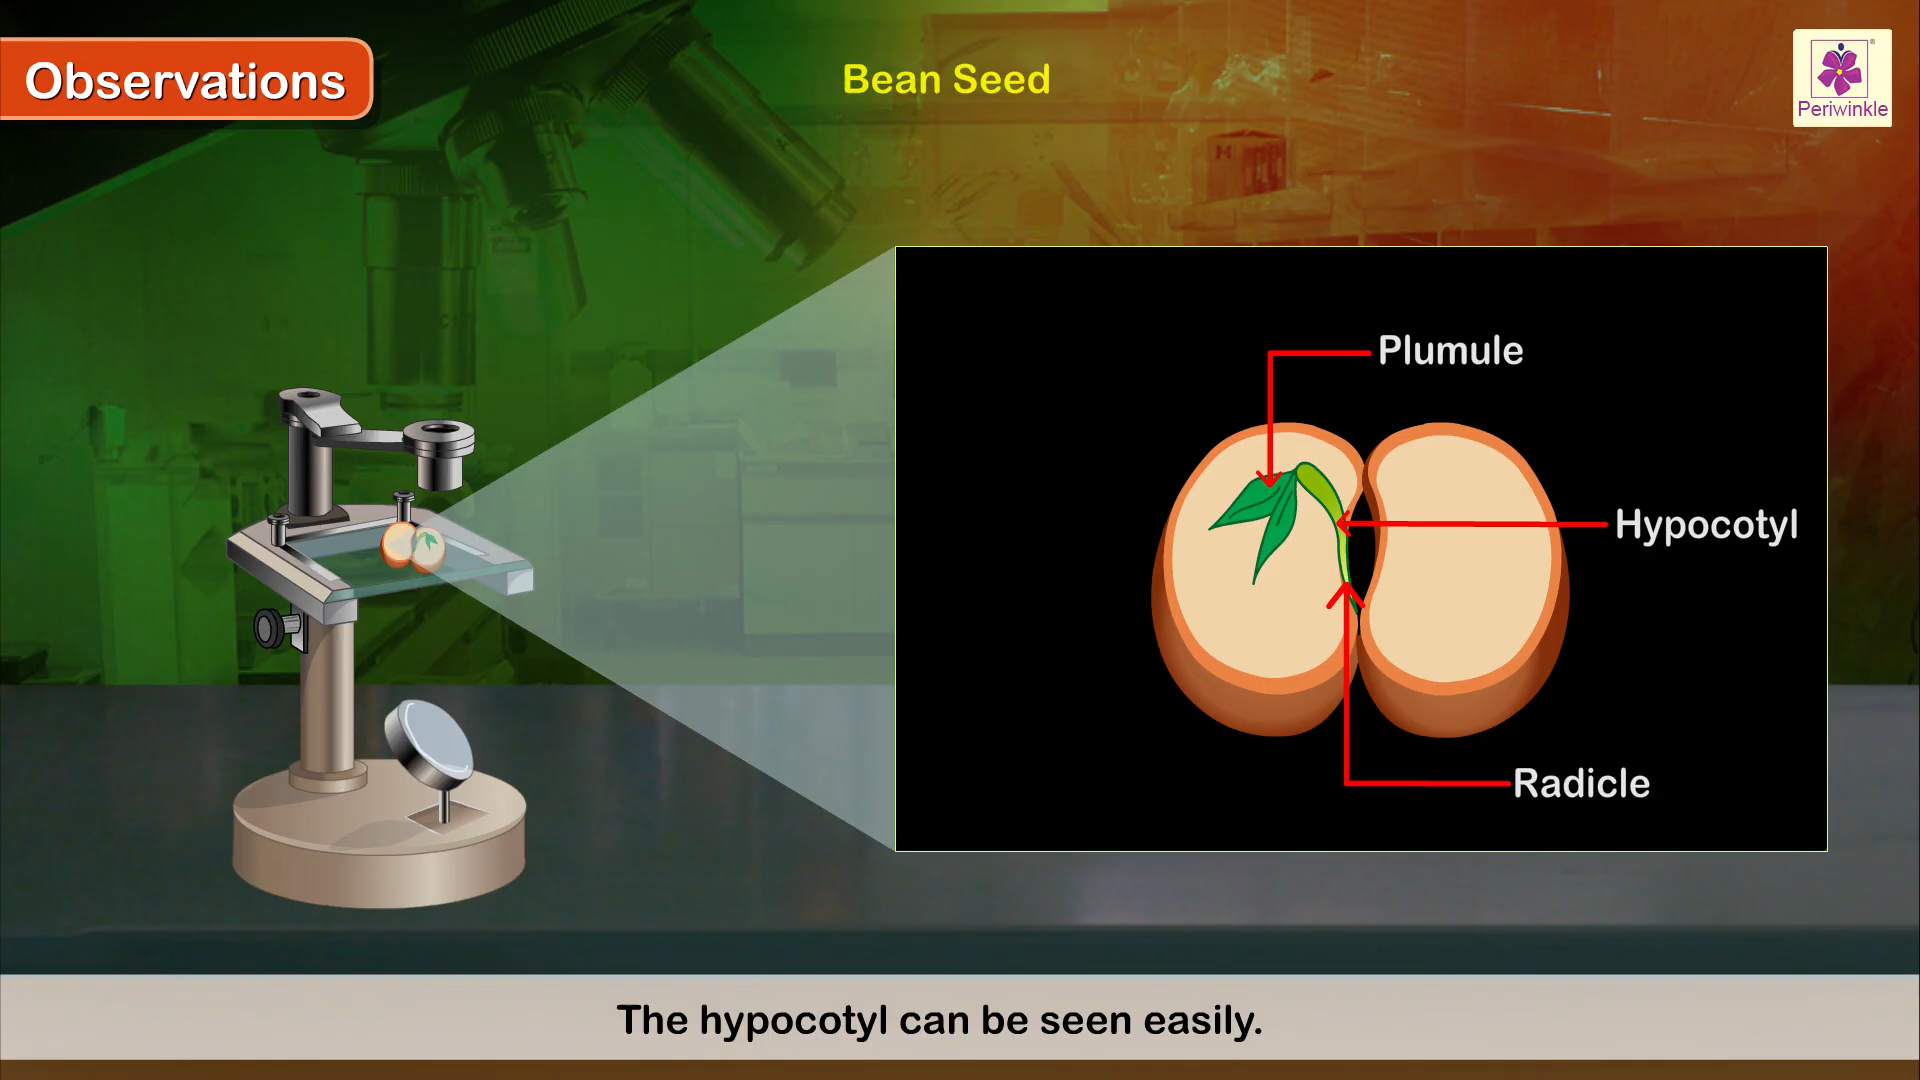 Observations
Bean Seed
Periwinkle
Plumule
Hypocotyl
Radicle
The hypocotyl can be seen easily.